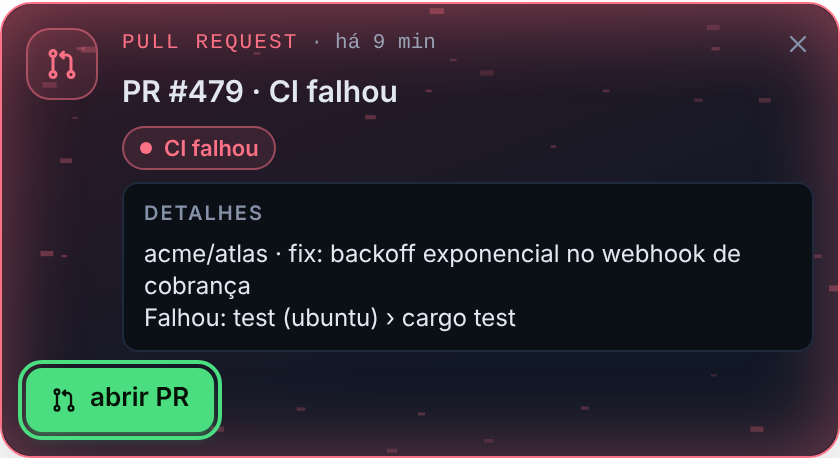 PULL REQUEST · há 9 min
PR #479 · CI falhou
CI falhou
DETALHES
acme/atlas · fix: backoff exponencial no webhook de
cobrança
Falhou: test (ubuntu) › cargo test
abrir PR